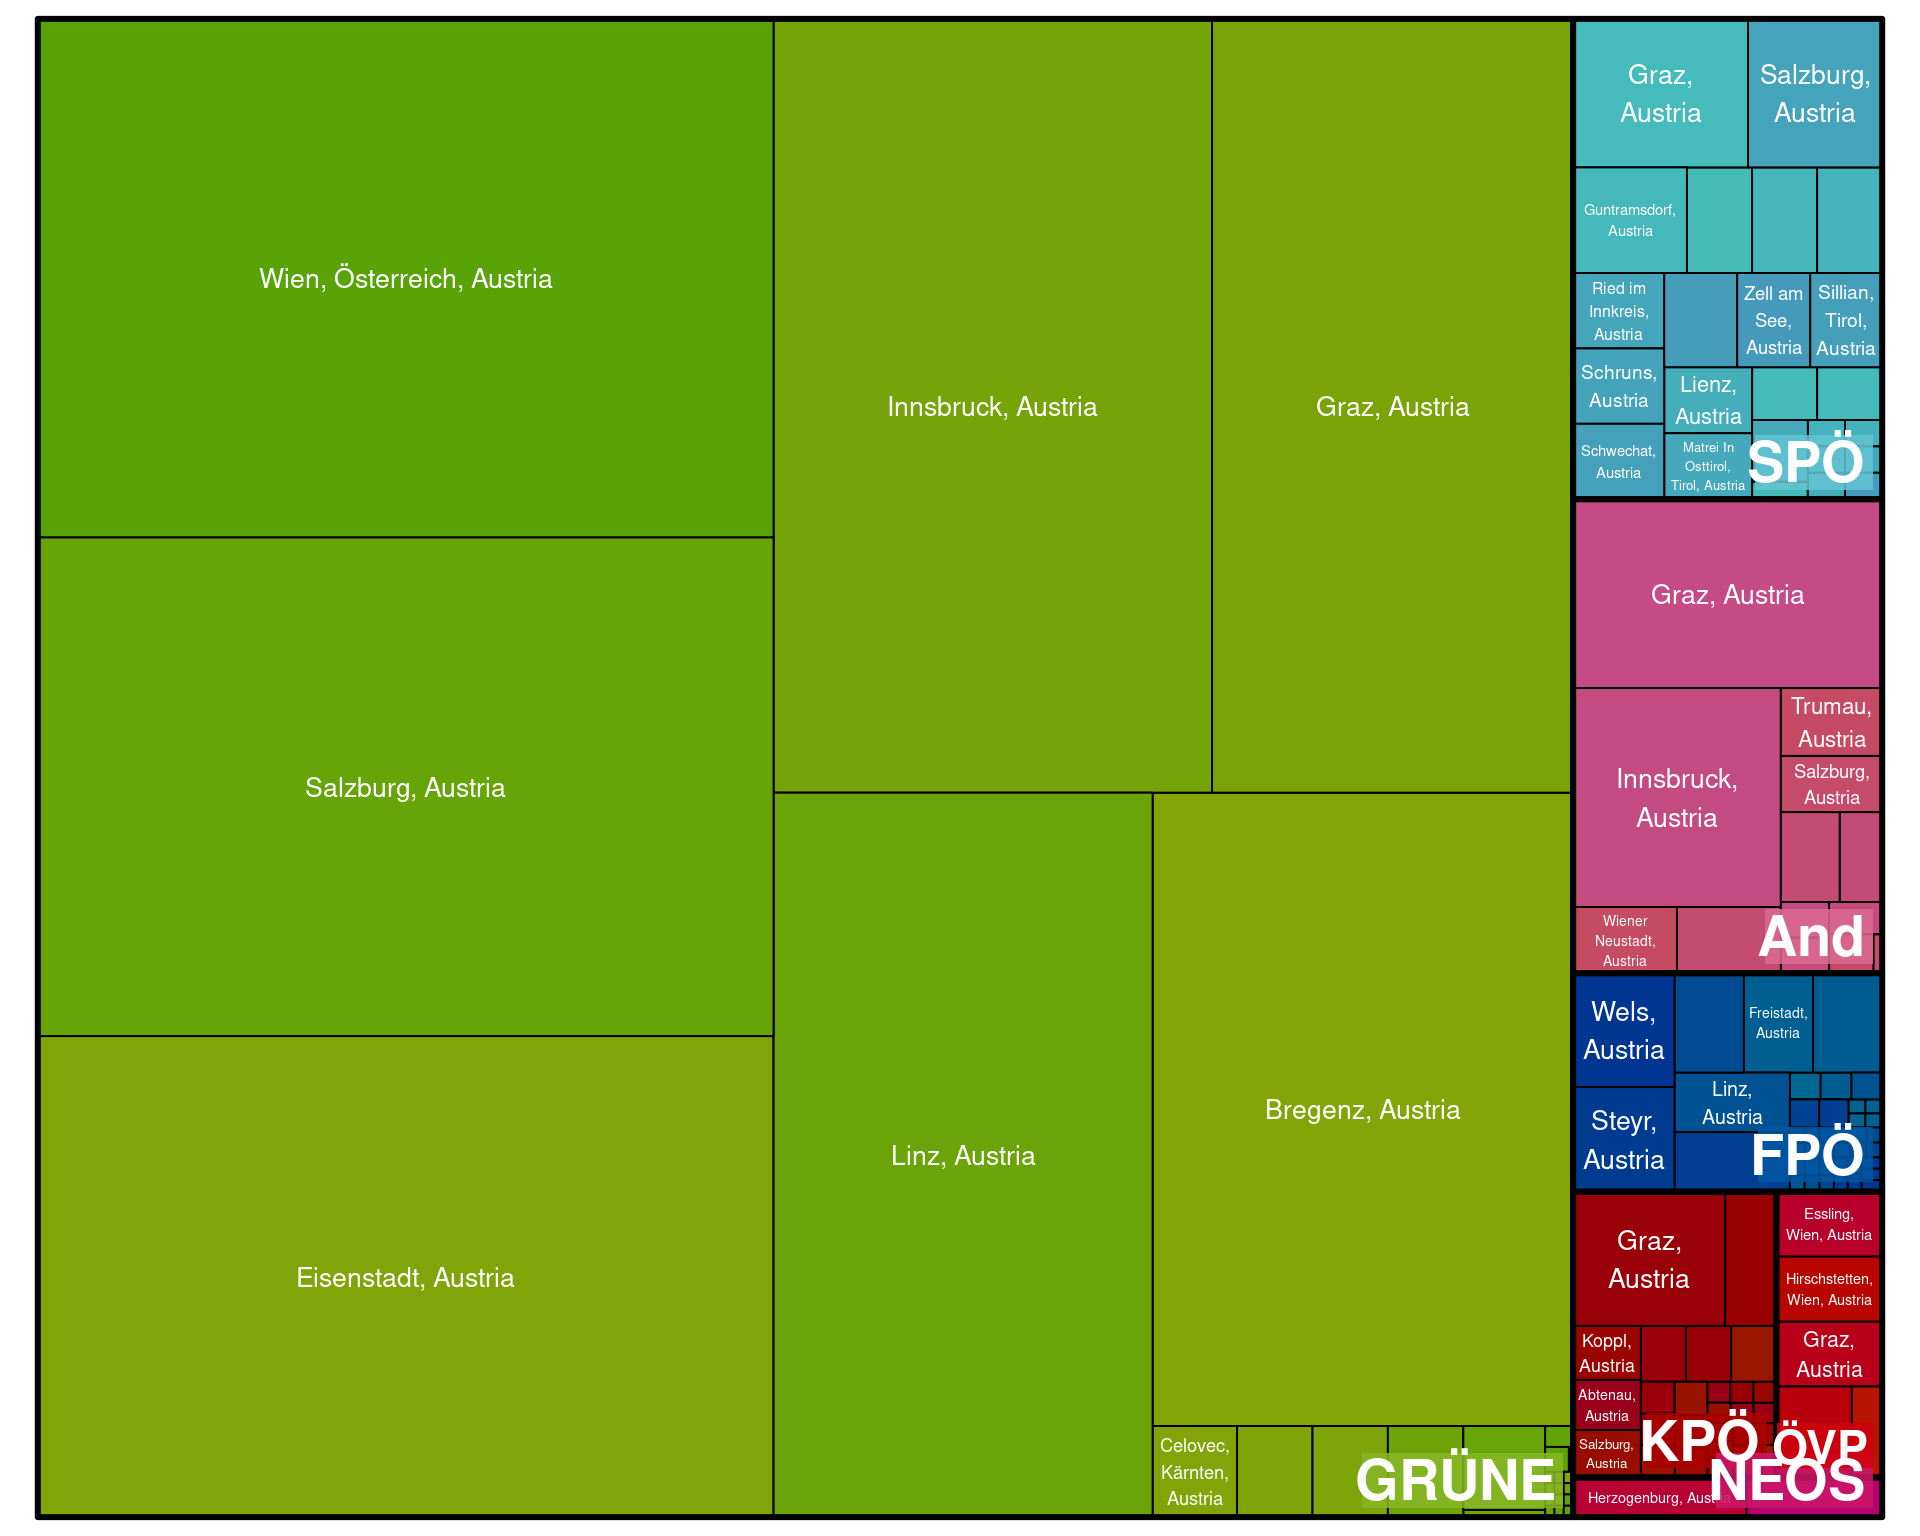 Wien, Österreich, Austria
Salzburg, Austria
Eisenstadt, Austria
Innsbruck, Austria
Graz, Austria
Linz, Austria
Bregenz, Austria
Celovec,
Kärnten,
Austria
GRÜNE
Graz,
Austria
Salzburg,
Austria
Guntramsdorf,
Austria
Ried im
Innkreis,
Austria
Zell am
See,
Austria
Sillian,
Tirol,
Austria
Schruns,
Austria
Lienz,
Austria
Schwechat,
Austria
Matrei In
Osttirol,
Tirol, Austria
SPÖ
Graz, Austria
Innsbruck,
Austria
Trumau,
Austria
Salzburg,
Austria
Wiener
Neustadt,
Austria
And
Wels,
Austria
Freistadt,
Austria
Steyr,
Austria
Linz,
Austria
FPÖ
Graz,
Austria
Koppl,
Austria
Abtenau,
Austria
Salzburg,
Austria
KPÖ
Essling,
Wien, Austria
Hirschstetten,
Wien, Austria
Graz,
Austria
ÖVP
Herzogenburg, Austria
NEOS